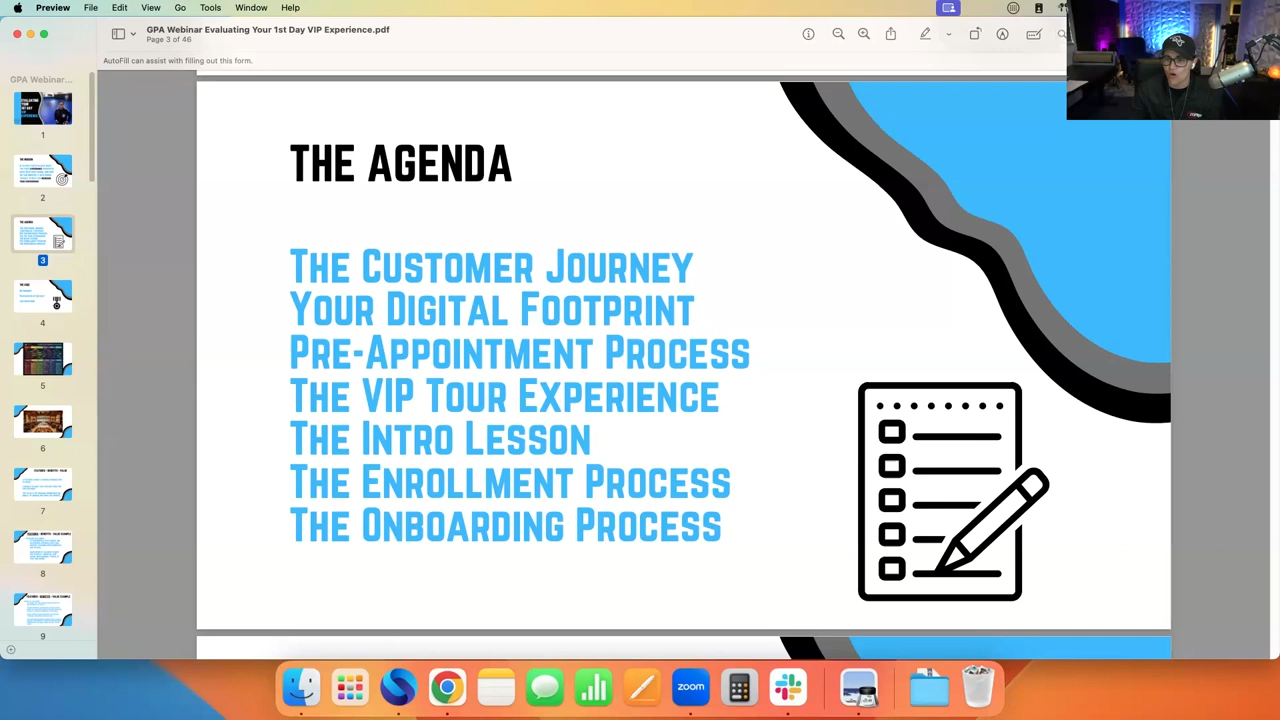 Preview File Edit View Go Tools Window Help
GPA Webinar Evaluating Your 1st Day VIP Experience.pdf
Page 3 of 46
AutoFill can assist with filling out this form.
GPA Webinar...
1
2
3
4
5
6
7
8
9
THE AGENDA
THE CUSTOMER JOURNEY
YOUR DIGITAL FOOTPRINT
PRE-APPOINTMENT PROCESS
THE VIP TOUR EXPERIENCE
THE INTRO LESSON
THE ENROLLMENT PROCESS
THE ONBOARDING PROCESS
zoom